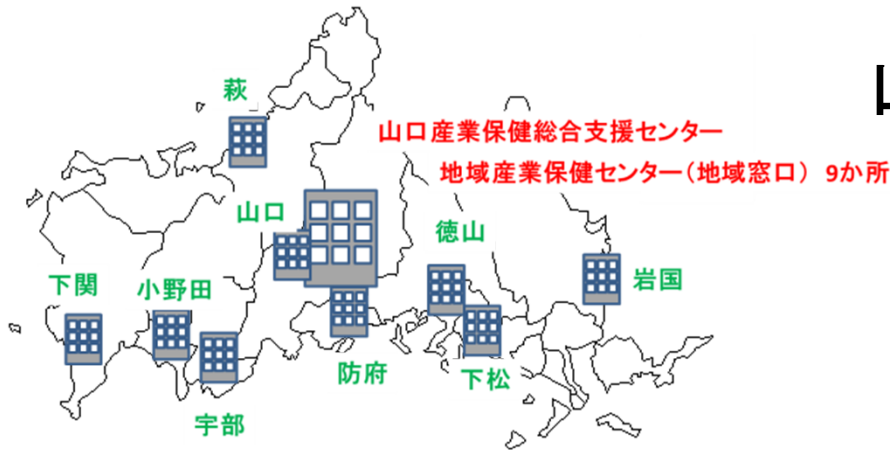 萩
山口産業保健総合支援センター
地域産業保健センター（地域窓口） 9か所
山口
徳山
下関
小野田
岩国
防府
下松
宇部